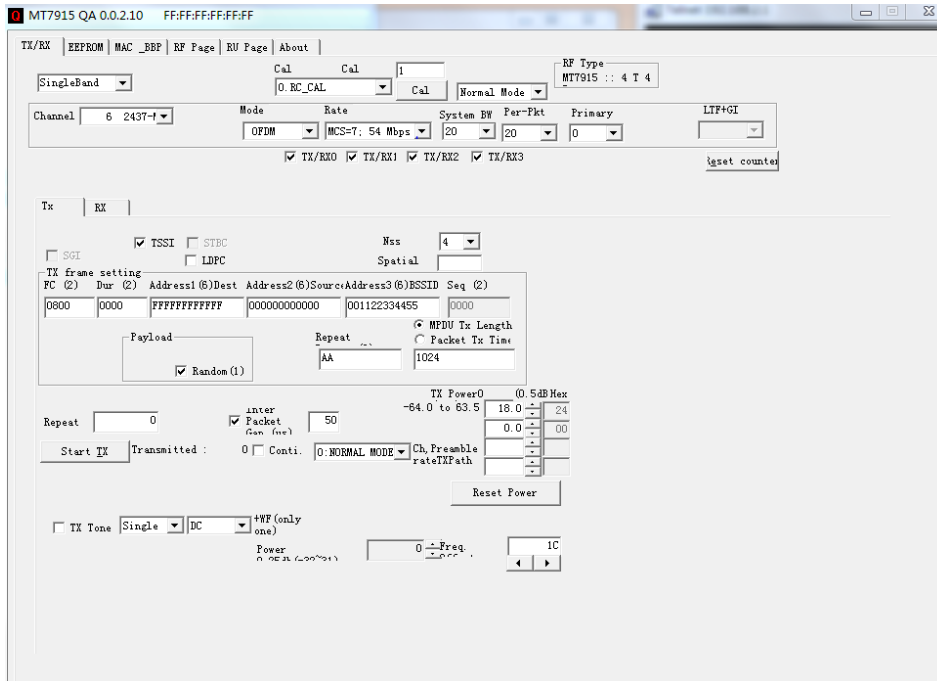 MT7915 QA 0.0.2.10 FF:FF:FF:FF:FF:FF
TX/RX EEPROM MAC _BBP RF Page RU Page About
Cal Cal 1 RF Type
SingleBand 0.RC_CAL Cal Normal Mode MT7915 :: 4 T 4
Channel 6 2437-M Mode Rate System BW Per-Pkt Primary LTF+GI
OFDM MCS=7; 54 Mbps 20 20 0
TX/RX0 TX/RX1 TX/RX2 TX/RX3 Reset counter
Tx RX
TSSI STBC Nss 4
SGI LDPC Spatial
TX frame setting
FC (2) Dur (2) Address1(6)Dest Address2(6)Source Address3(6)BSSID Seq (2)
0800 0000 FFFFFFFFFFFF 000000000000 001122334455 0000
MPDU Tx Length
Payload Repeat Packet Tx Time
Random(1) AA 1024
TX Power0 (0.5dB Hex
-64.0 to 63.5 18.0 24
Repeat 0 Inter Packet Gap (us) 50 0.0 00
Start TX Transmitted : 0 Conti. 0:NORMAL MODE Ch, Preamble
rateTXPath
Reset Power
TX Tone Single DC +WF(only
one)
Power 0 Freq. 1C